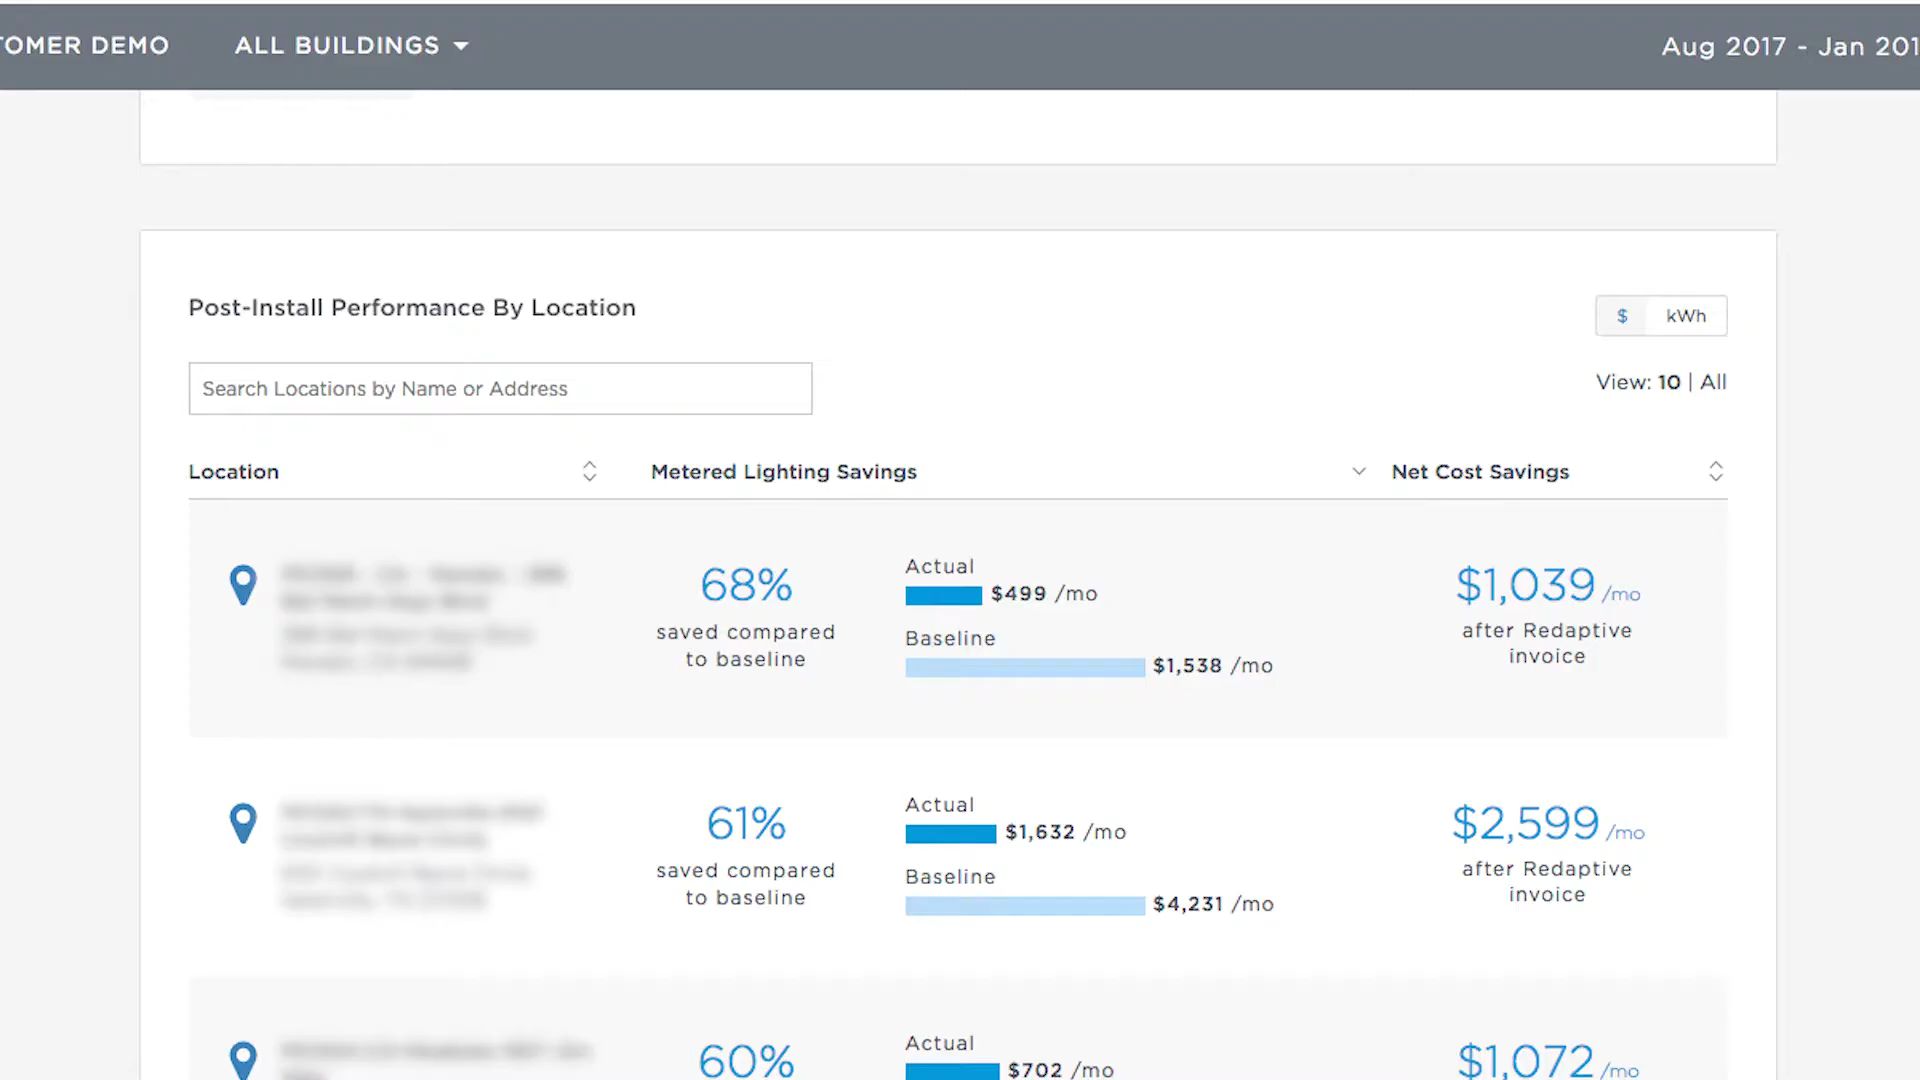 TOMER DEMO
ALL BUILDINGS
Aug 2017 - Jan 201
Post-Install Performance By Location
$ kWh
Search Locations by Name or Address
View: 10 | All
Location
Metered Lighting Savings
Net Cost Savings
68%
saved compared
to baseline
Actual
$499 /mo
Baseline
$1,538 /mo
$1,039 /mo
after Redaptive
invoice
61%
saved compared
to baseline
Actual
$1,632 /mo
Baseline
$4,231 /mo
$2,599 /mo
after Redaptive
invoice
60%
Actual
$702 /mo
$1,072 /mo